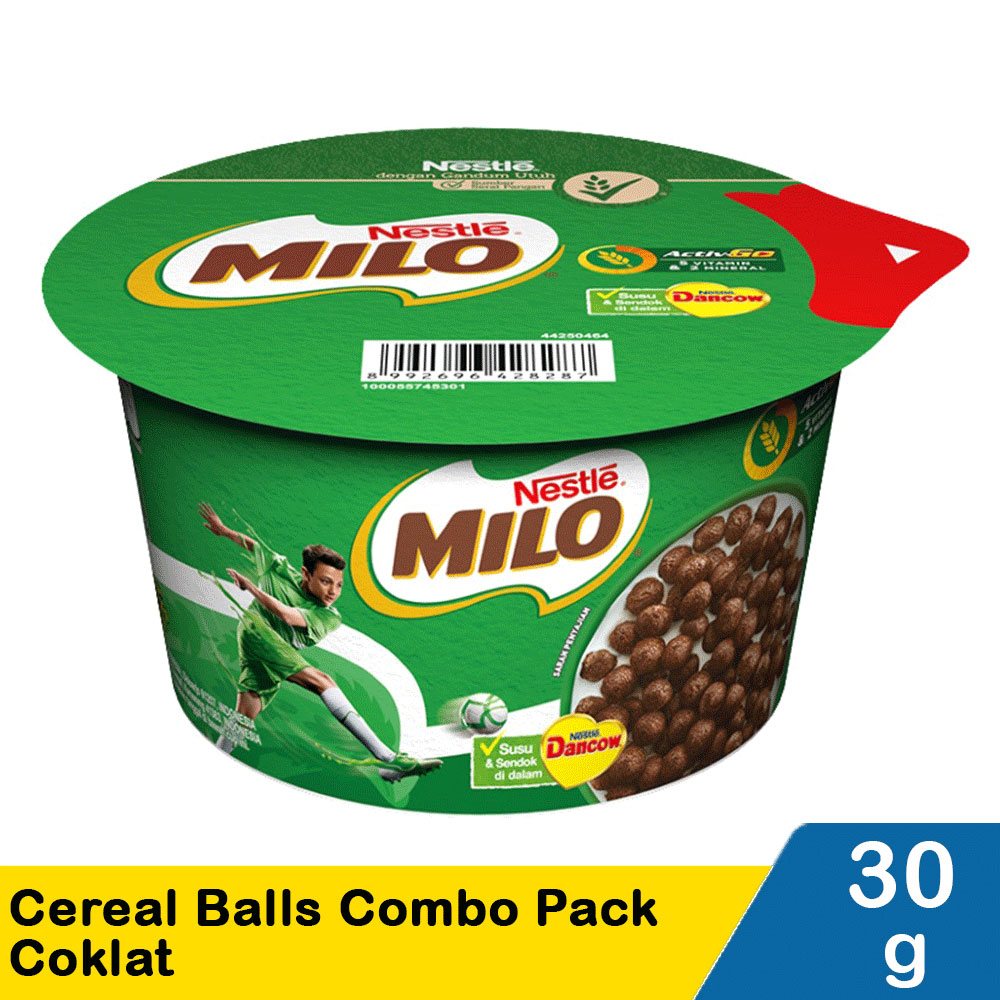 Nestlé
dengan Gandum Utuh
Sumber
Serat Pangan
Nestlé
MILO
ActivGO
5 VITAMIN
& 2 MINERAL
Susu
& Sendok
di dalam
Nestlé
DANCOW
44250464
8 992696 428287
100055745301
Nestlé
MILO
SARAN PENYAJIAN
Susu
& Sendok
di dalam
Nestlé
DANCOW
INDONESIA
Cereal Balls Combo Pack
Coklat
30
g